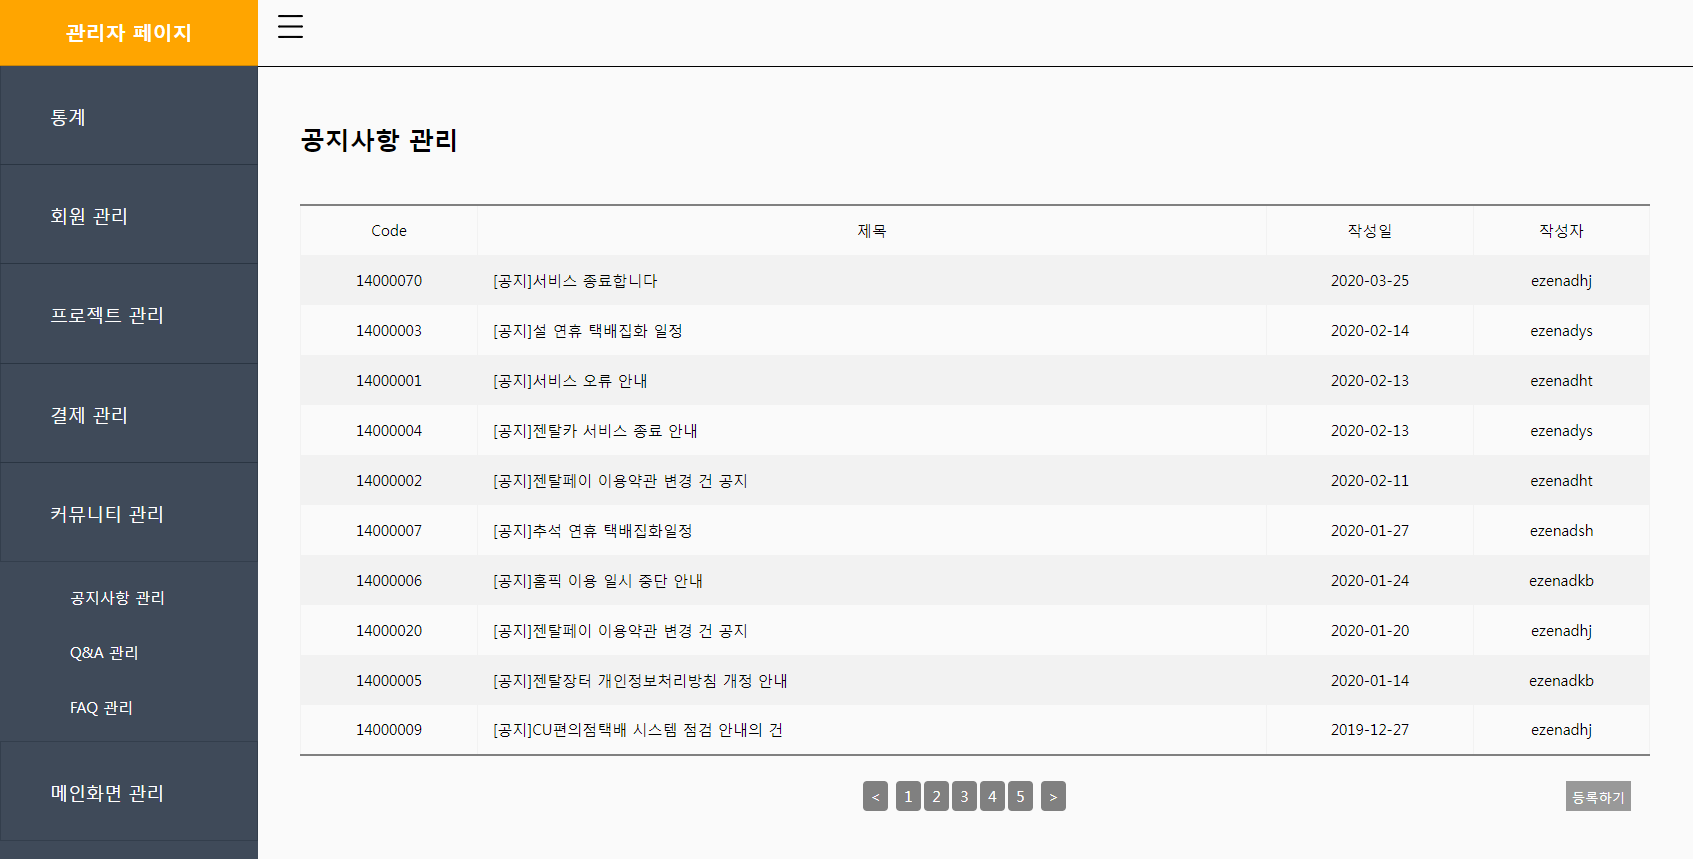 관리자 페이지
통계
회원 관리
프로젝트 관리
결제 관리
커뮤니티 관리
공지사항 관리
Q&A 관리
FAQ 관리
메인화면 관리
공지사항 관리
Code 제목 작성일 작성자
14000070 [공지]서비스 종료합니다 2020-03-25 ezenadhj
14000003 [공지]설 연휴 택배집화 일정 2020-02-14 ezenadys
14000001 [공지]서비스 오류 안내 2020-02-13 ezenadht
14000004 [공지]젠탈카 서비스 종료 안내 2020-02-13 ezenadys
14000002 [공지]젠탈페이 이용약관 변경 건 공지 2020-02-11 ezenadht
14000007 [공지]추석 연휴 택배집화일정 2020-01-27 ezenadsh
14000006 [공지]홈픽 이용 일시 중단 안내 2020-01-24 ezenadkb
14000020 [공지]젠탈페이 이용약관 변경 건 공지 2020-01-20 ezenadhj
14000005 [공지]젠탈장터 개인정보처리방침 개정 안내 2020-01-14 ezenadkb
14000009 [공지]CU편의점택배 시스템 점검 안내의 건 2019-12-27 ezenadhj
< 1 2 3 4 5 > 등록하기